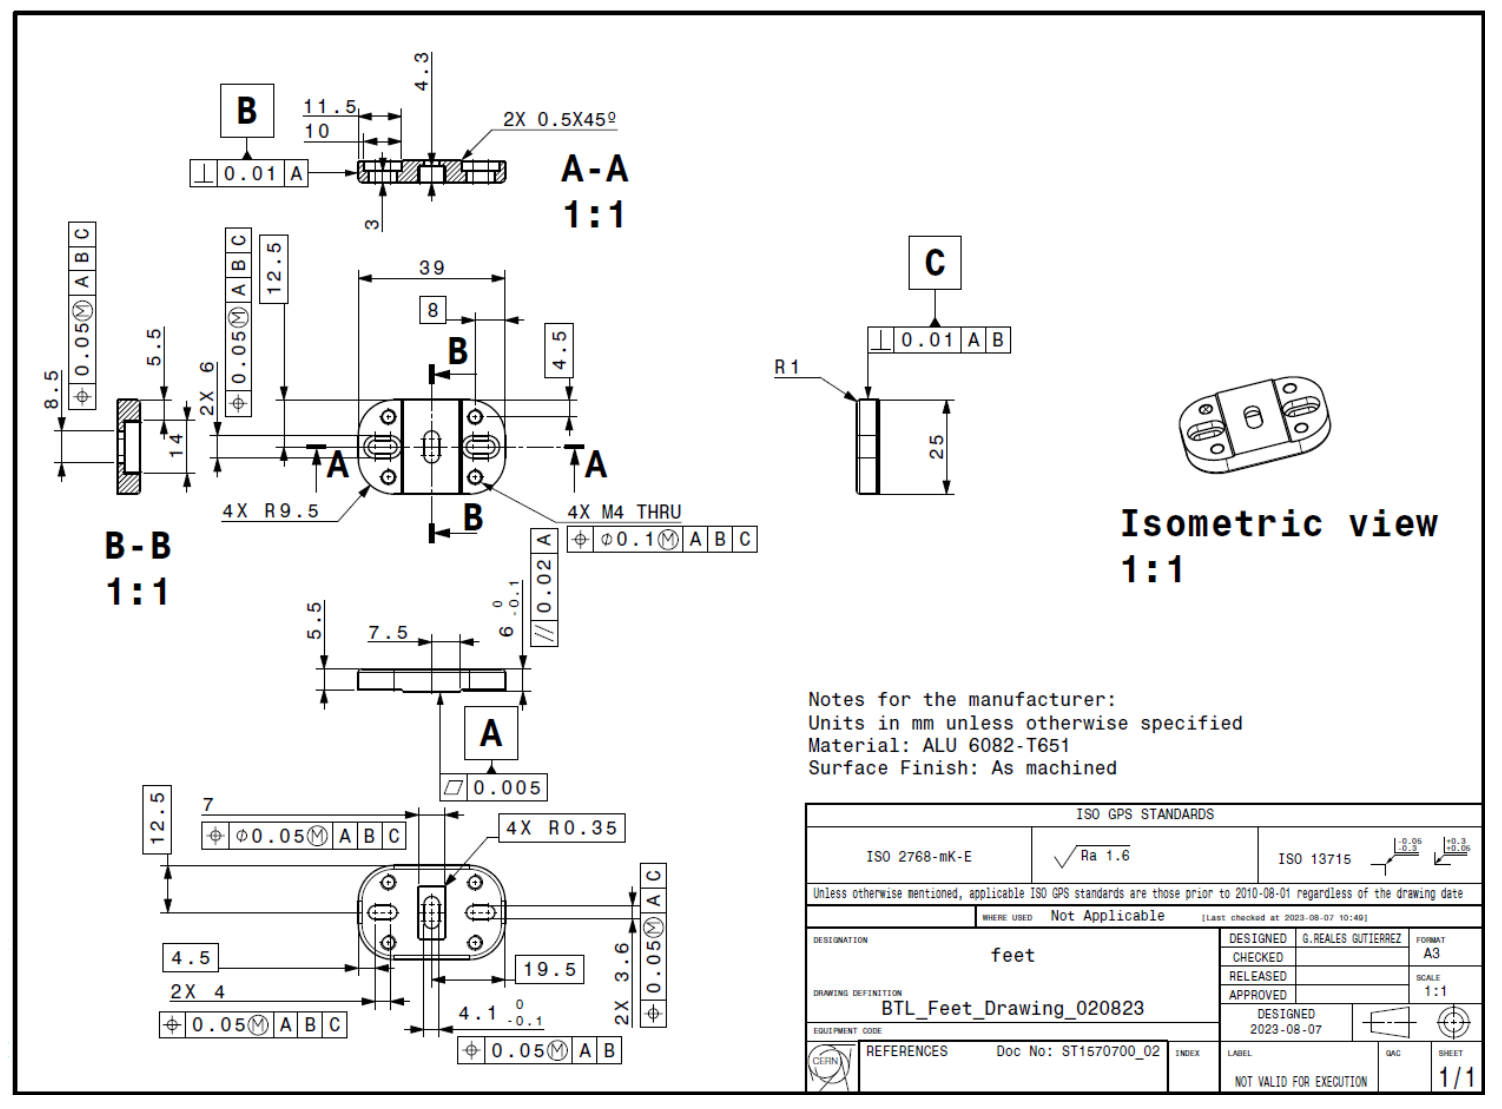 B
11.5
10
4.3
2X 0.5X45º
⊥ 0.01 A
A-A
1:1
3
⌖ 0.05Ⓜ A B C
8.5
5.5
14
B-B
1:1
⌖ 0.05Ⓜ A B C
2X 6
12.5
39
8
4.5
B
A
A
B
4X R9.5
4X M4 THRU
⌖ ⌀0.1Ⓜ A B C
C
⊥ 0.01 A B
R1
25
Isometric view
1:1
5.5
7.5
6 0 -0.1
// 0.02 A
A
⏥ 0.005
12.5
7
⌖ ⌀0.05Ⓜ A B C
4X R0.35
4.5
2X 4
⌖ 0.05Ⓜ A B C
19.5
4.1 0 -0.1
⌖ 0.05Ⓜ A B
2X 3.6
⌖ 0.05Ⓜ A C
Notes for the manufacturer:
Units in mm unless otherwise specified
Material: ALU 6082-T651
Surface Finish: As machined
ISO GPS STANDARDS
ISO 2768-mK-E
Ra 1.6
ISO 13715
-0.05
-0.3
+0.3
+0.05
Unless otherwise mentioned, applicable ISO GPS standards are those prior to 2010-08-01 regardless of the drawing date
WHERE USED Not Applicable [Last checked at 2023-08-07 10:49]
DESIGNATION
feet
DRAWING DEFINITION
BTL_Feet_Drawing_020823
EQUIPMENT CODE
DESIGNED G.REALES GUTIERREZ
CHECKED
RELEASED
APPROVED
FORMAT
A3
SCALE
1:1
DESIGNED
2023-08-07
CERN
REFERENCES Doc No: ST1570700_02
INDEX
LABEL
NOT VALID FOR EXECUTION
QAC
SHEET
1/1